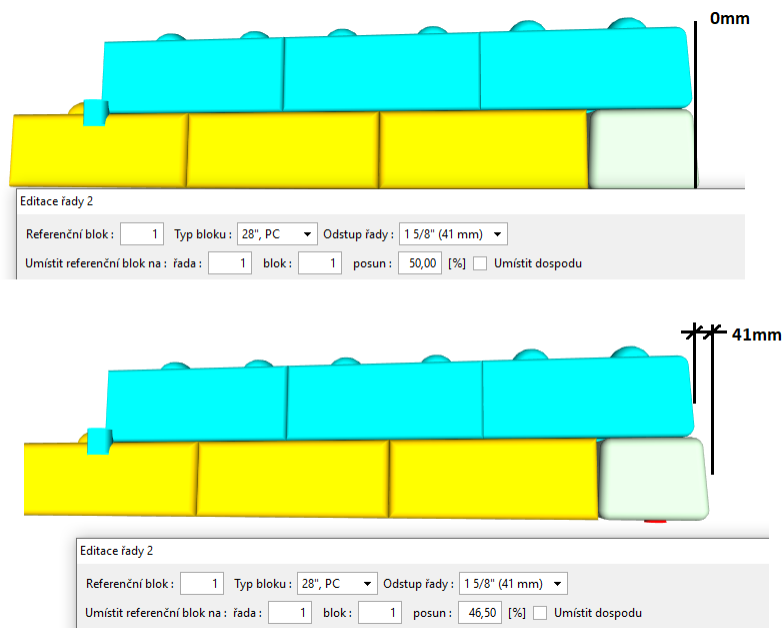 0mm
Editace řady 2
Referenční blok : 1 Typ bloku : 28", PC Odstup řady : 1 5/8" (41 mm)
Umístit referenční blok na : řada : 1 blok : 1 posun : 50,00 [%] Umístit dospodu
41mm
Editace řady 2
Referenční blok : 1 Typ bloku : 28", PC Odstup řady : 1 5/8" (41 mm)
Umístit referenční blok na : řada : 1 blok : 1 posun : 46,50 [%] Umístit dospodu